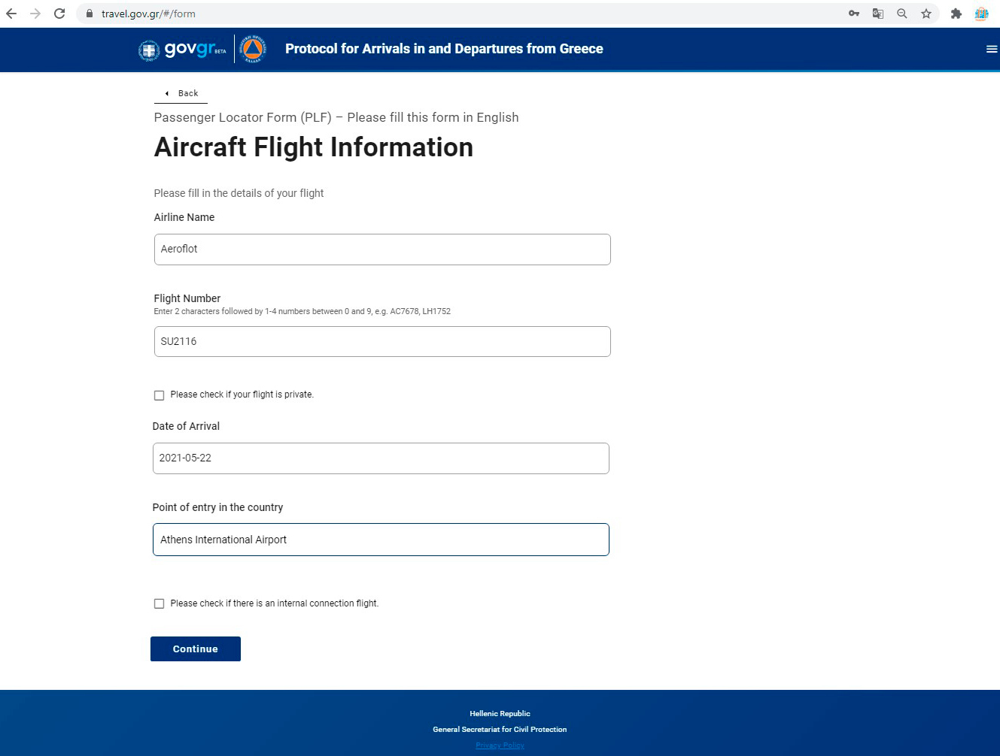 travel.gov.gr/#/form
govgr BETA
Protocol for Arrivals in and Departures from Greece
Back
Passenger Locator Form (PLF) – Please fill this form in English
Aircraft Flight Information
Please fill in the details of your flight
Airline Name
Aeroflot
Flight Number
Enter 2 characters followed by 1-4 numbers between 0 and 9, e.g. AC7678, LH1752
SU2116
Please check if your flight is private.
Date of Arrival
2021-05-22
Point of entry in the country
Athens International Airport
Please check if there is an internal connection flight.
Continue
Hellenic Republic
General Secretariat for Civil Protection
Privacy Policy